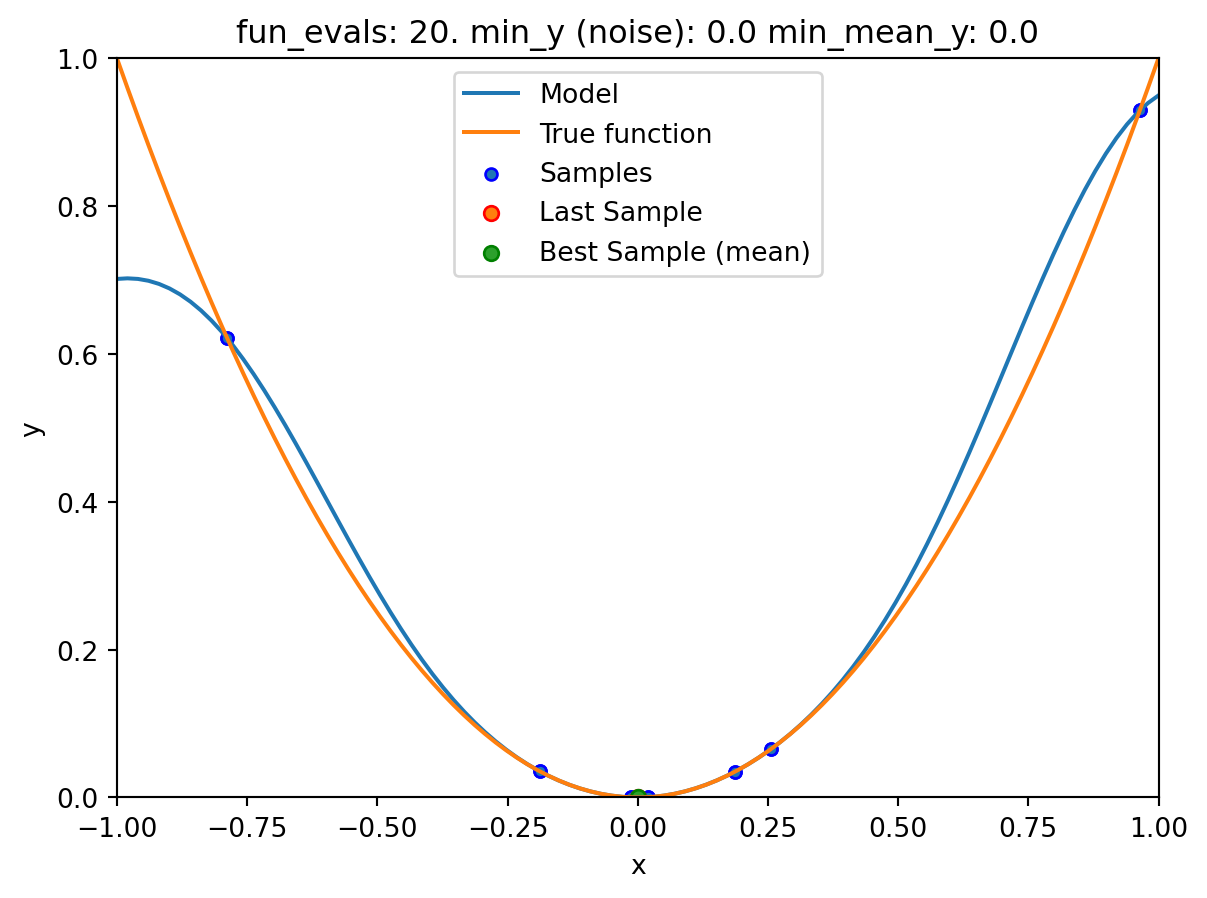 fun_evals: 20. min_y (noise): 0.0 min_mean_y: 0.0
Model
True function
Samples
Last Sample
Best Sample (mean)
y
1.0
0.8
0.6
0.4
0.2
0.0
−1.00 −0.75 −0.50 −0.25 0.00 0.25 0.50 0.75 1.00
x